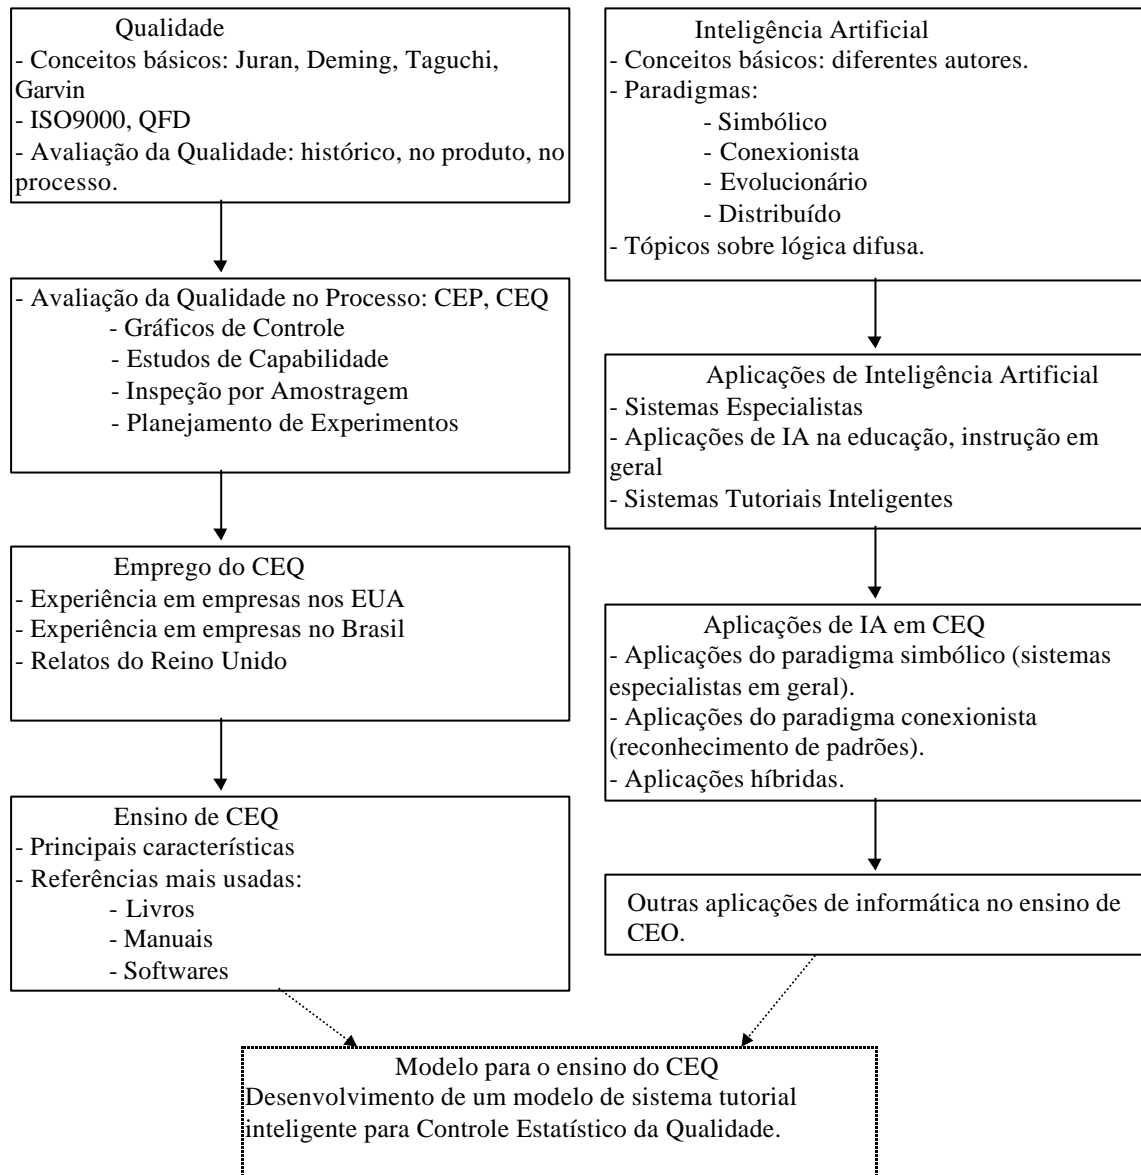 Qualidade
- Conceitos básicos: Juran, Deming, Taguchi,
Garvin
- ISO9000, QFD
- Avaliação da Qualidade: histórico, no produto, no
processo.
- Avaliação da Qualidade no Processo: CEP, CEQ
- Gráficos de Controle
- Estudos de Capabilidade
- Inspeção por Amostragem
- Planejamento de Experimentos
Emprego do CEQ
- Experiência em empresas nos EUA
- Experiência em empresas no Brasil
- Relatos do Reino Unido
Ensino de CEQ
- Principais características
- Referências mais usadas:
- Livros
- Manuais
- Softwares
Inteligência Artificial
- Conceitos básicos: diferentes autores.
- Paradigmas:
- Simbólico
- Conexionista
- Evolucionário
- Distribuído
- Tópicos sobre lógica difusa.
Aplicações de Inteligência Artificial
- Sistemas Especialistas
- Aplicações de IA na educação, instrução em
geral
- Sistemas Tutoriais Inteligentes
Aplicações de IA em CEQ
- Aplicações do paradigma simbólico (sistemas
especialistas em geral).
- Aplicações do paradigma conexionista
(reconhecimento de padrões).
- Aplicações híbridas.
Outras aplicações de informática no ensino de
CEO.
Modelo para o ensino do CEQ
Desenvolvimento de um modelo de sistema tutorial
inteligente para Controle Estatístico da Qualidade.